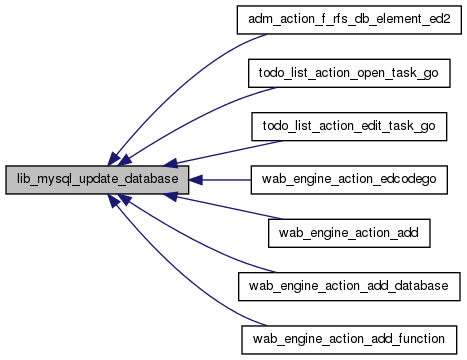 adm_action_f_rfs_db_element_ed2
todo_list_action_open_task_go
todo_list_action_edit_task_go
lib_mysql_update_database
wab_engine_action_edcodego
wab_engine_action_add
wab_engine_action_add_database
wab_engine_action_add_function